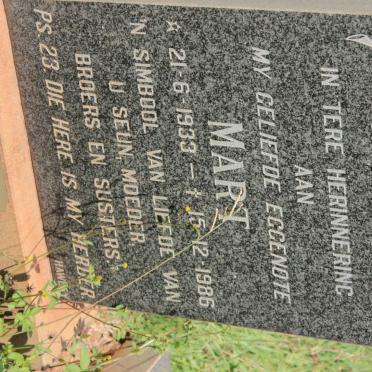 IN TERE HERINNERING
AAN
MY GELIEFDE EGGENOTE
MART
☆ 21-6-1933 — † 15-12-1986
'N SIMBOOL VAN LIEFDE VAN
U SEUN, MOEDER
BROERS EN SUSTERS
PS. 23 DIE HERE IS MY HERDER